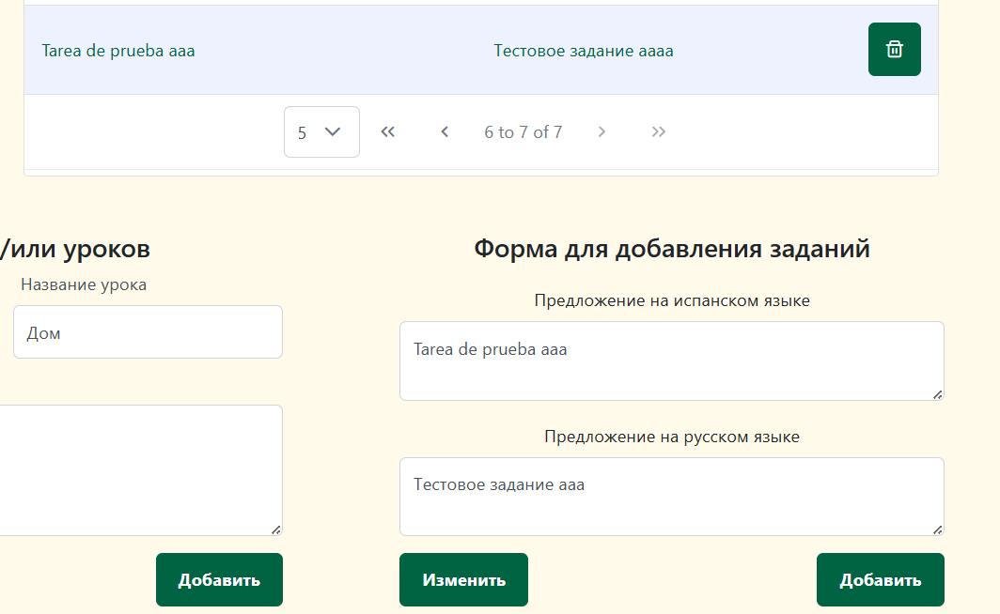 Tarea de prueba aaa Тестовое задание аааа
5 6 to 7 of 7
/или уроков
Название урока
Дом
Добавить
Форма для добавления заданий
Предложение на испанском языке
Tarea de prueba aaa
Предложение на русском языке
Тестовое задание ааа
Изменить Добавить